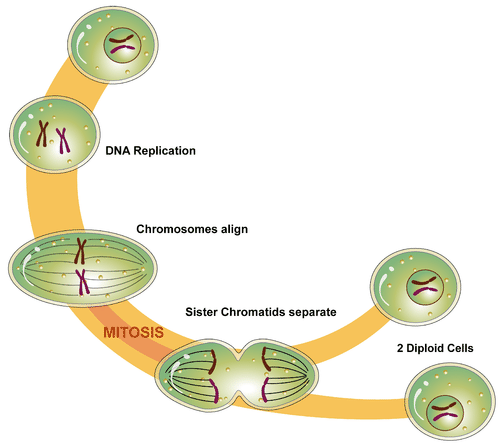 DNA Replication
Chromosomes align
Sister Chromatids separate
MITOSIS
2 Diploid Cells